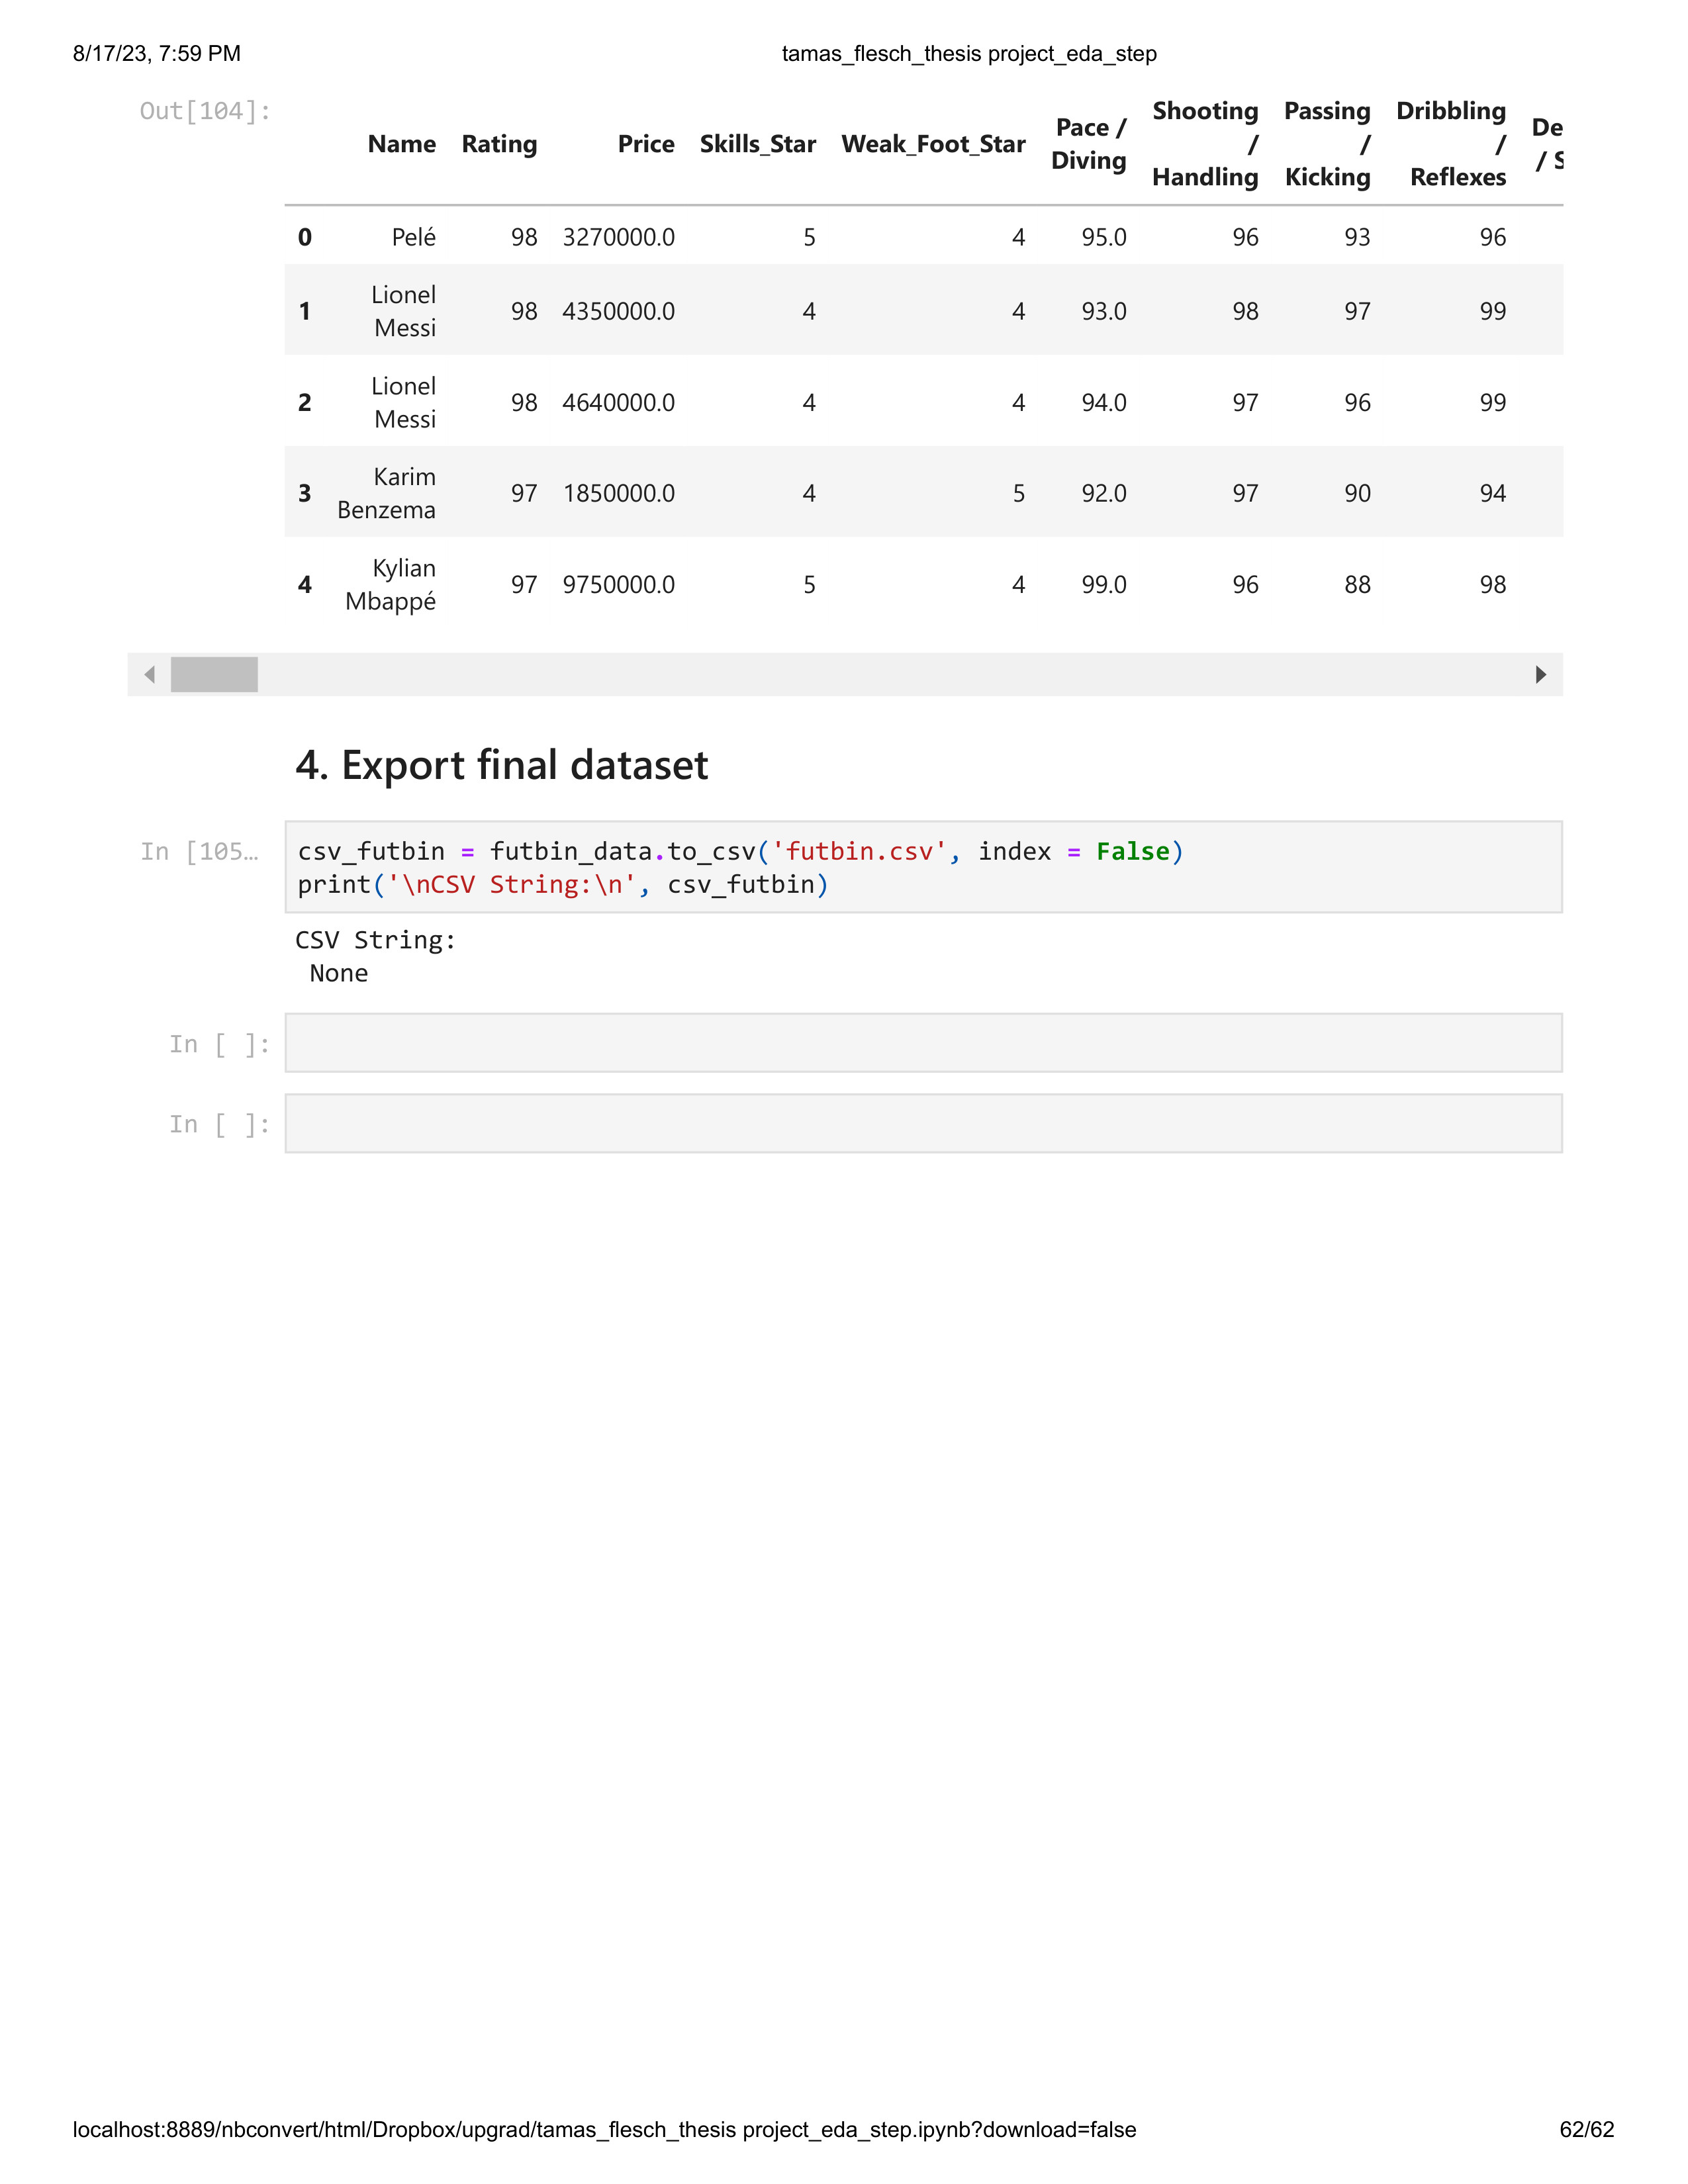 8/17/23, 7:59 PM tamas_flesch_thesis project_eda_step
Out[104]:
Name Rating Price Skills_Star Weak_Foot_Star Pace / Diving Shooting / Handling Passing / Kicking Dribbling / Reflexes De / S
0 Pelé 98 3270000.0 5 4 95.0 96 93 96
1 Lionel Messi 98 4350000.0 4 4 93.0 98 97 99
2 Lionel Messi 98 4640000.0 4 4 94.0 97 96 99
3 Karim Benzema 97 1850000.0 4 5 92.0 97 90 94
4 Kylian Mbappé 97 9750000.0 5 4 99.0 96 88 98
4. Export final dataset
In [105… csv_futbin = futbin_data.to_csv('futbin.csv', index = False)
print('\nCSV String:\n', csv_futbin)
CSV String:
None
In [ ]:
In [ ]:
localhost:8889/nbconvert/html/Dropbox/upgrad/tamas_flesch_thesis project_eda_step.ipynb?download=false 62/62